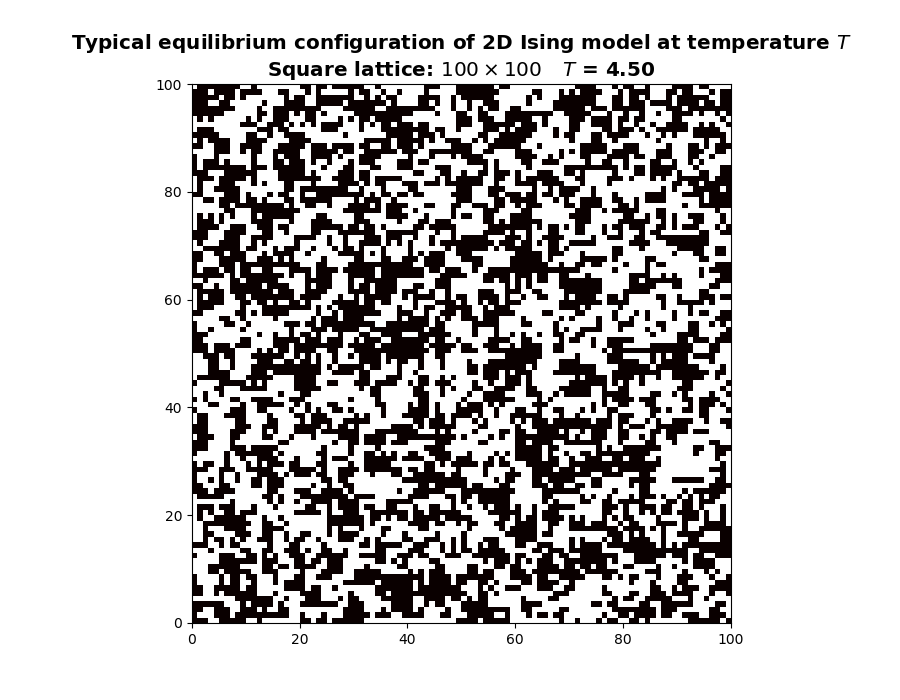 Typical equilibrium configuration of 2D Ising model at temperature T
Square lattice: 100 × 100 T = 4.50
100
80
60
40
20
0
0 20 40 60 80 100